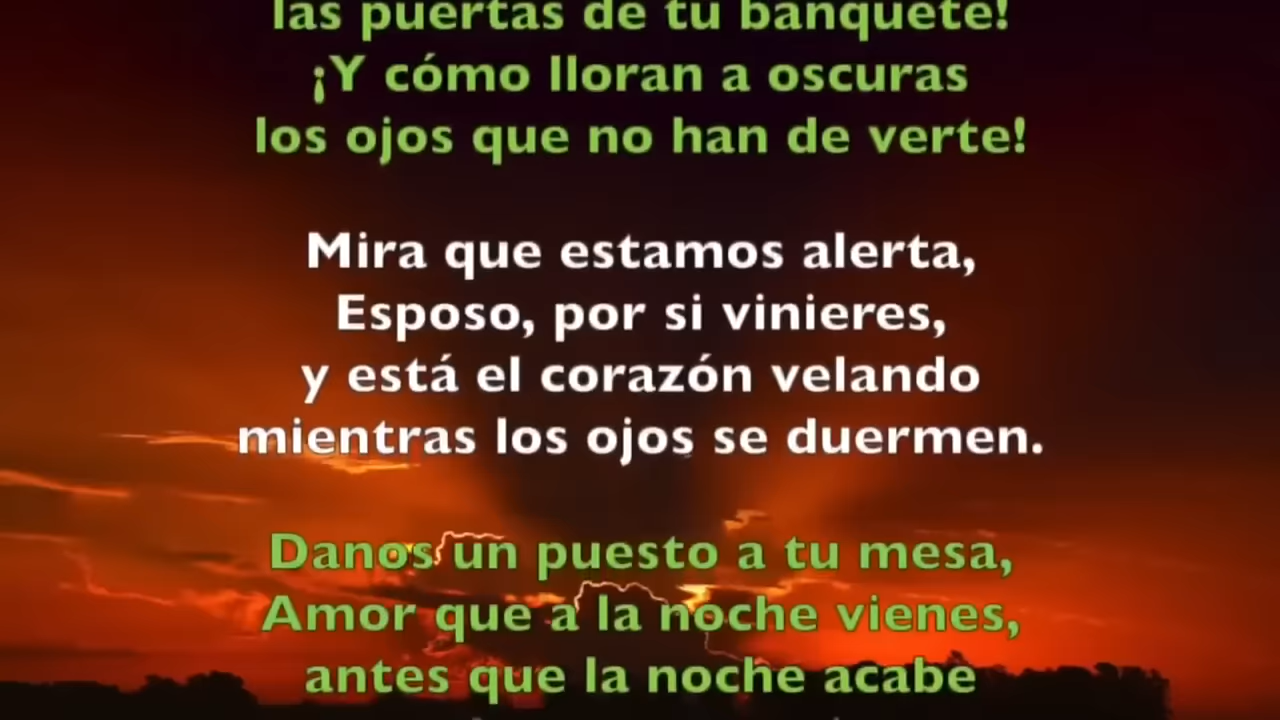 las puertas de tu banquete!
¡Y cómo lloran a oscuras
los ojos que no han de verte!
Mira que estamos alerta,
Esposo, por si vinieres,
y está el corazón velando
mientras los ojos se duermen.
Danos un puesto a tu mesa,
Amor que a la noche vienes,
antes que la noche acabe